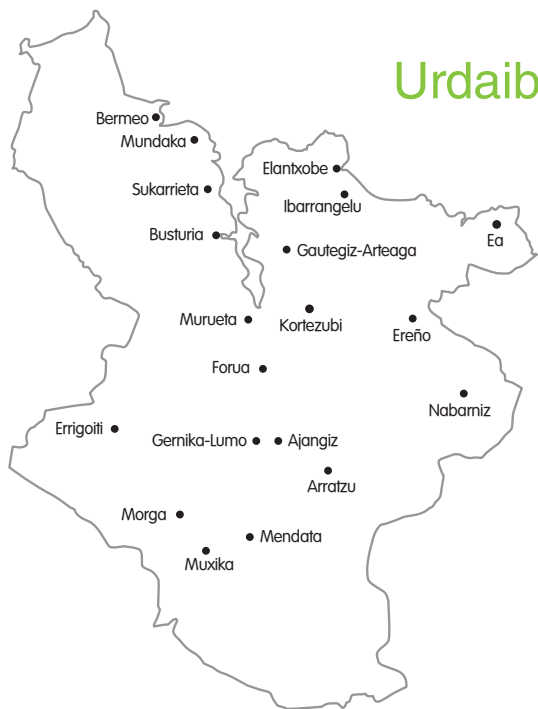 Urdaib
Bermeo
Mundaka
Elantxobe
Sukarrieta
Ibarrangelu
Busturia
Ea
Gautegiz-Arteaga
Murueta
Kortezubi
Ereño
Forua
Nabarniz
Errigoiti
Gernika-Lumo
Ajangiz
Arratzu
Morga
Mendata
Muxika